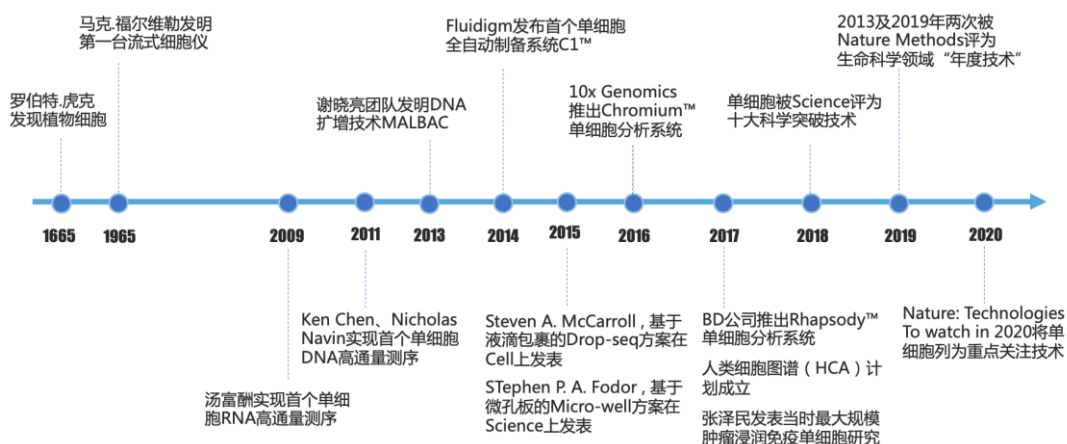 马克.福尔维勒发明
第一台流式细胞仪
Fluidigm发布首个单细胞
全自动制备系统C1™
2013及2019年两次被
Nature Methods评为
生命科学领域“年度技术”
罗伯特.虎克
发现植物细胞
谢晓亮团队发明DNA
扩增技术MALBAC
10x Genomics
推出Chromium™
单细胞分析系统
单细胞被Science评为
十大科学突破技术
1665 1965 2009 2011 2013 2014 2015 2016 2017 2018 2019 2020
Ken Chen、Nicholas
Navin实现首个单细胞
DNA高通量测序
Steven A. McCarroll，基于
液滴包裹的Drop-seq方案在
Cell上发表
STephen P. A. Fodor，基于
微孔板的Micro-well方案在
Science上发表
BD公司推出Rhapsody™
单细胞分析系统
人类细胞图谱（HCA）计
划成立
张泽民发表当时最大规模
肿瘤浸润免疫单细胞研究
Nature: Technologies
To watch in 2020将单
细胞列为重点关注技术
汤富酬实现首个单细
胞RNA高通量测序